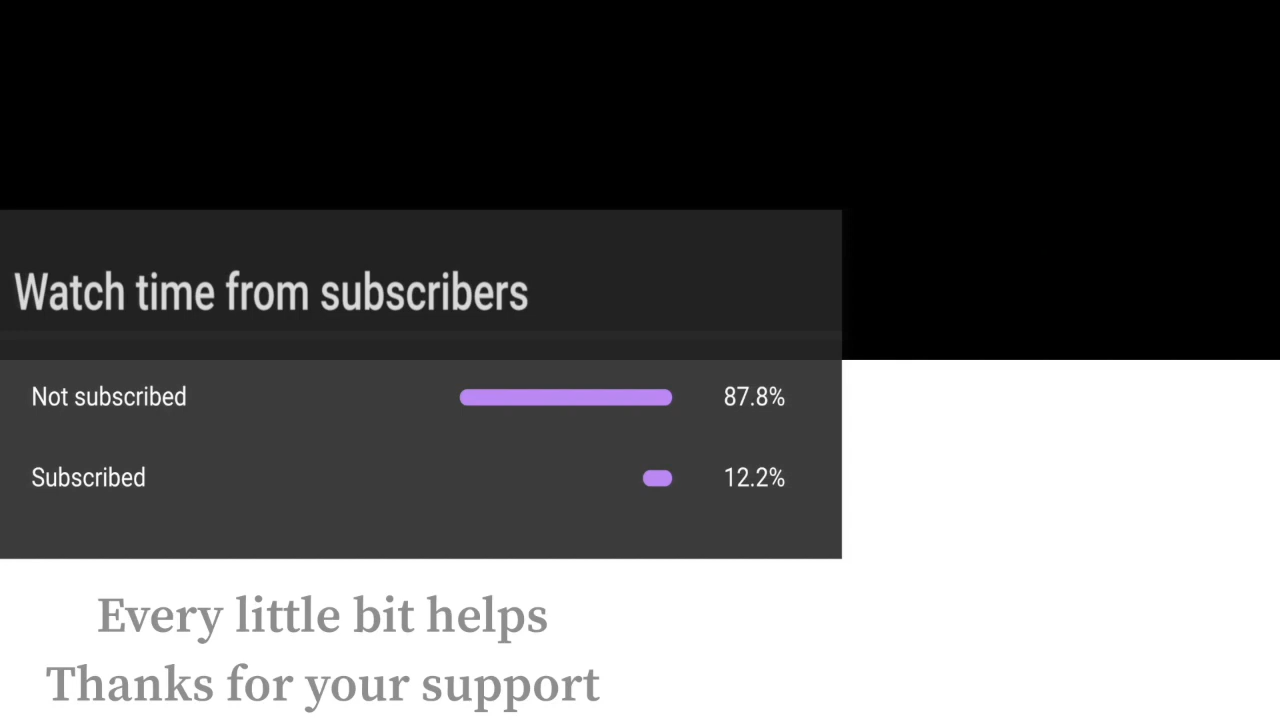 Watch time from subscribers
Not subscribed 87.8%
Subscribed 12.2%
Every little bit helps
Thanks for your support